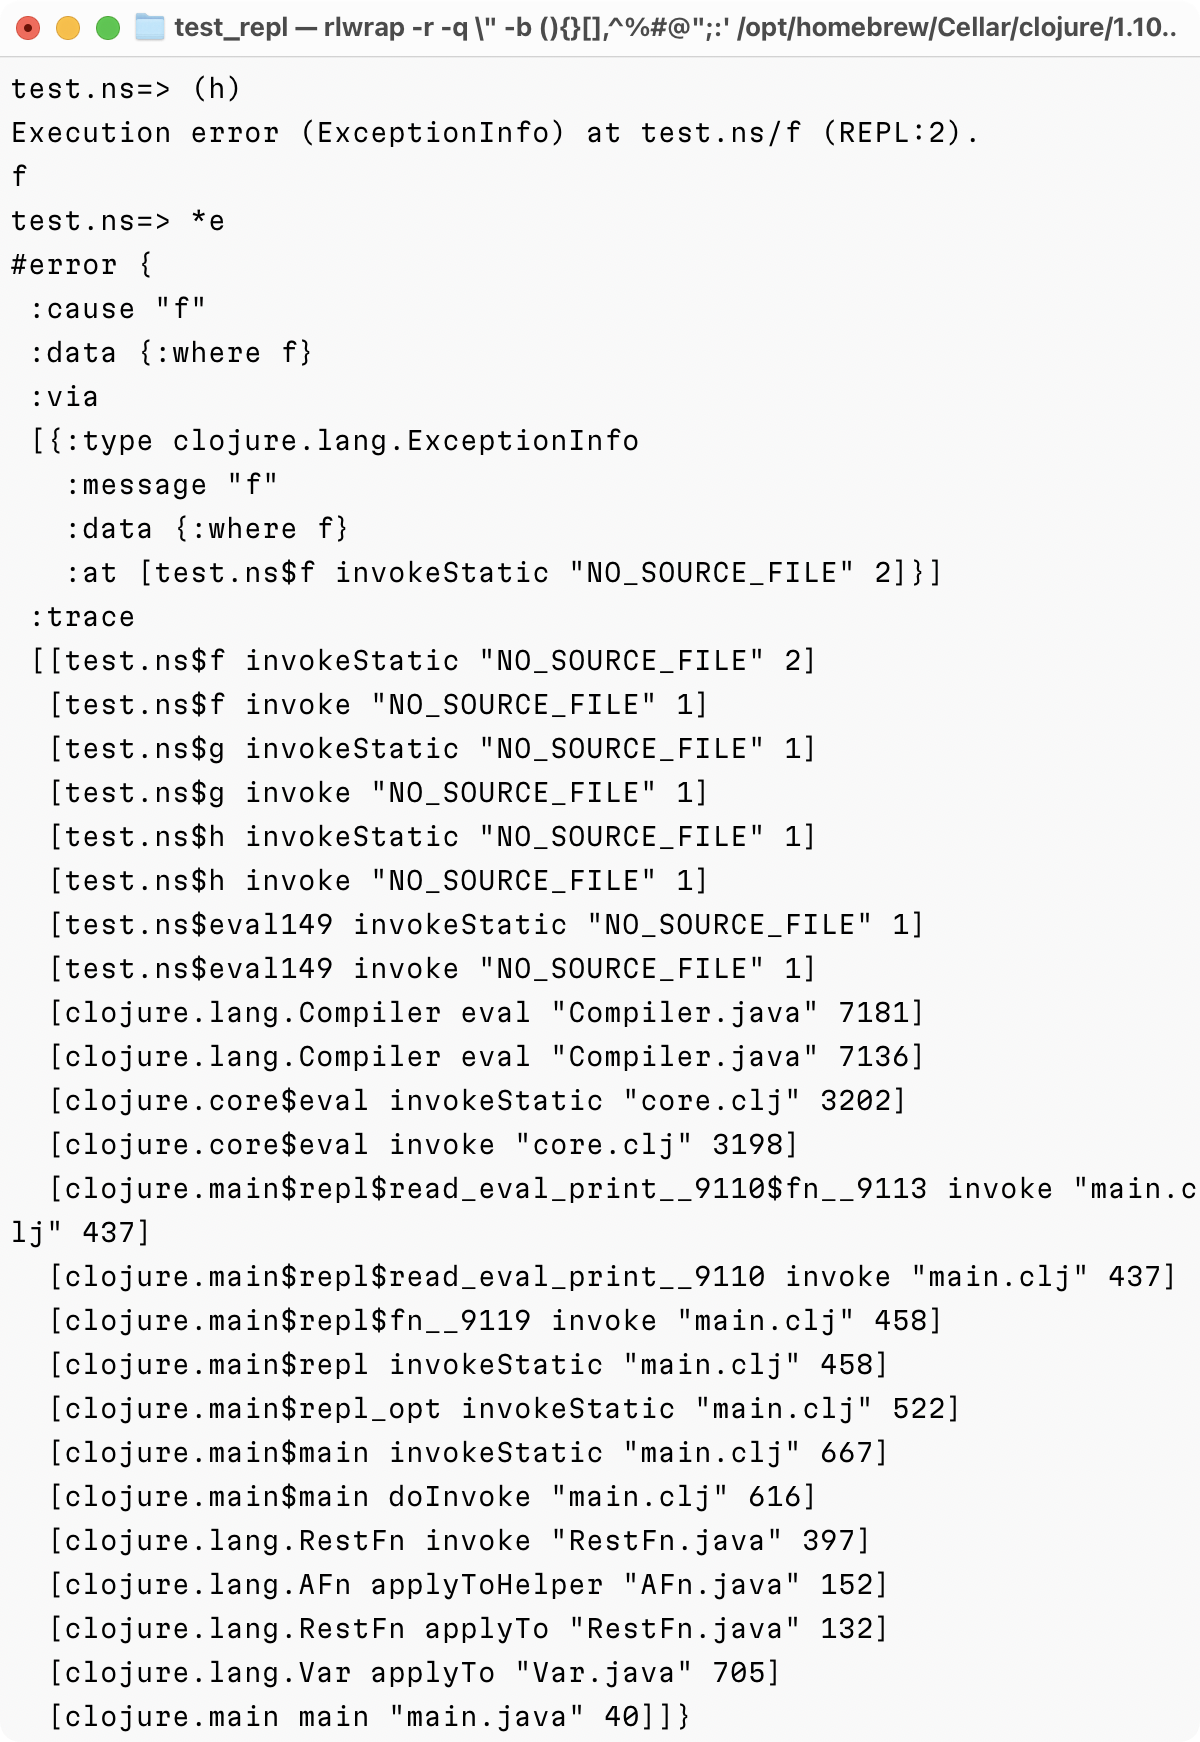 test_repl — rlwrap -r -q \" -b (){}[],^%#@";:' /opt/homebrew/Cellar/clojure/1.10..
test.ns=> (h)
Execution error (ExceptionInfo) at test.ns/f (REPL:2).
f
test.ns=> *e
#error {
 :cause "f"
 :data {:where f}
 :via
 [{:type clojure.lang.ExceptionInfo
   :message "f"
   :data {:where f}
   :at [test.ns$f invokeStatic "NO_SOURCE_FILE" 2]}]
 :trace
 [[test.ns$f invokeStatic "NO_SOURCE_FILE" 2]
  [test.ns$f invoke "NO_SOURCE_FILE" 1]
  [test.ns$g invokeStatic "NO_SOURCE_FILE" 1]
  [test.ns$g invoke "NO_SOURCE_FILE" 1]
  [test.ns$h invokeStatic "NO_SOURCE_FILE" 1]
  [test.ns$h invoke "NO_SOURCE_FILE" 1]
  [test.ns$eval149 invokeStatic "NO_SOURCE_FILE" 1]
  [test.ns$eval149 invoke "NO_SOURCE_FILE" 1]
  [clojure.lang.Compiler eval "Compiler.java" 7181]
  [clojure.lang.Compiler eval "Compiler.java" 7136]
  [clojure.core$eval invokeStatic "core.clj" 3202]
  [clojure.core$eval invoke "core.clj" 3198]
  [clojure.main$repl$read_eval_print__9110$fn__9113 invoke "main.c
lj" 437]
  [clojure.main$repl$read_eval_print__9110 invoke "main.clj" 437]
  [clojure.main$repl$fn__9119 invoke "main.clj" 458]
  [clojure.main$repl invokeStatic "main.clj" 458]
  [clojure.main$repl_opt invokeStatic "main.clj" 522]
  [clojure.main$main invokeStatic "main.clj" 667]
  [clojure.main$main doInvoke "main.clj" 616]
  [clojure.lang.RestFn invoke "RestFn.java" 397]
  [clojure.lang.AFn applyToHelper "AFn.java" 152]
  [clojure.lang.RestFn applyTo "RestFn.java" 132]
  [clojure.lang.Var applyTo "Var.java" 705]
  [clojure.main main "main.java" 40]]}